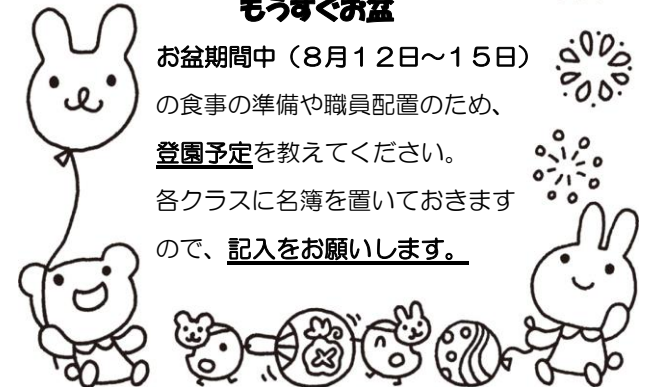 もうすぐお盆
お盆期間中（８月１２日～１５日）
の食事の準備や職員配置のため、
登園予定を教えてください。
各クラスに名簿を置いておきます
ので、記入をお願いします。